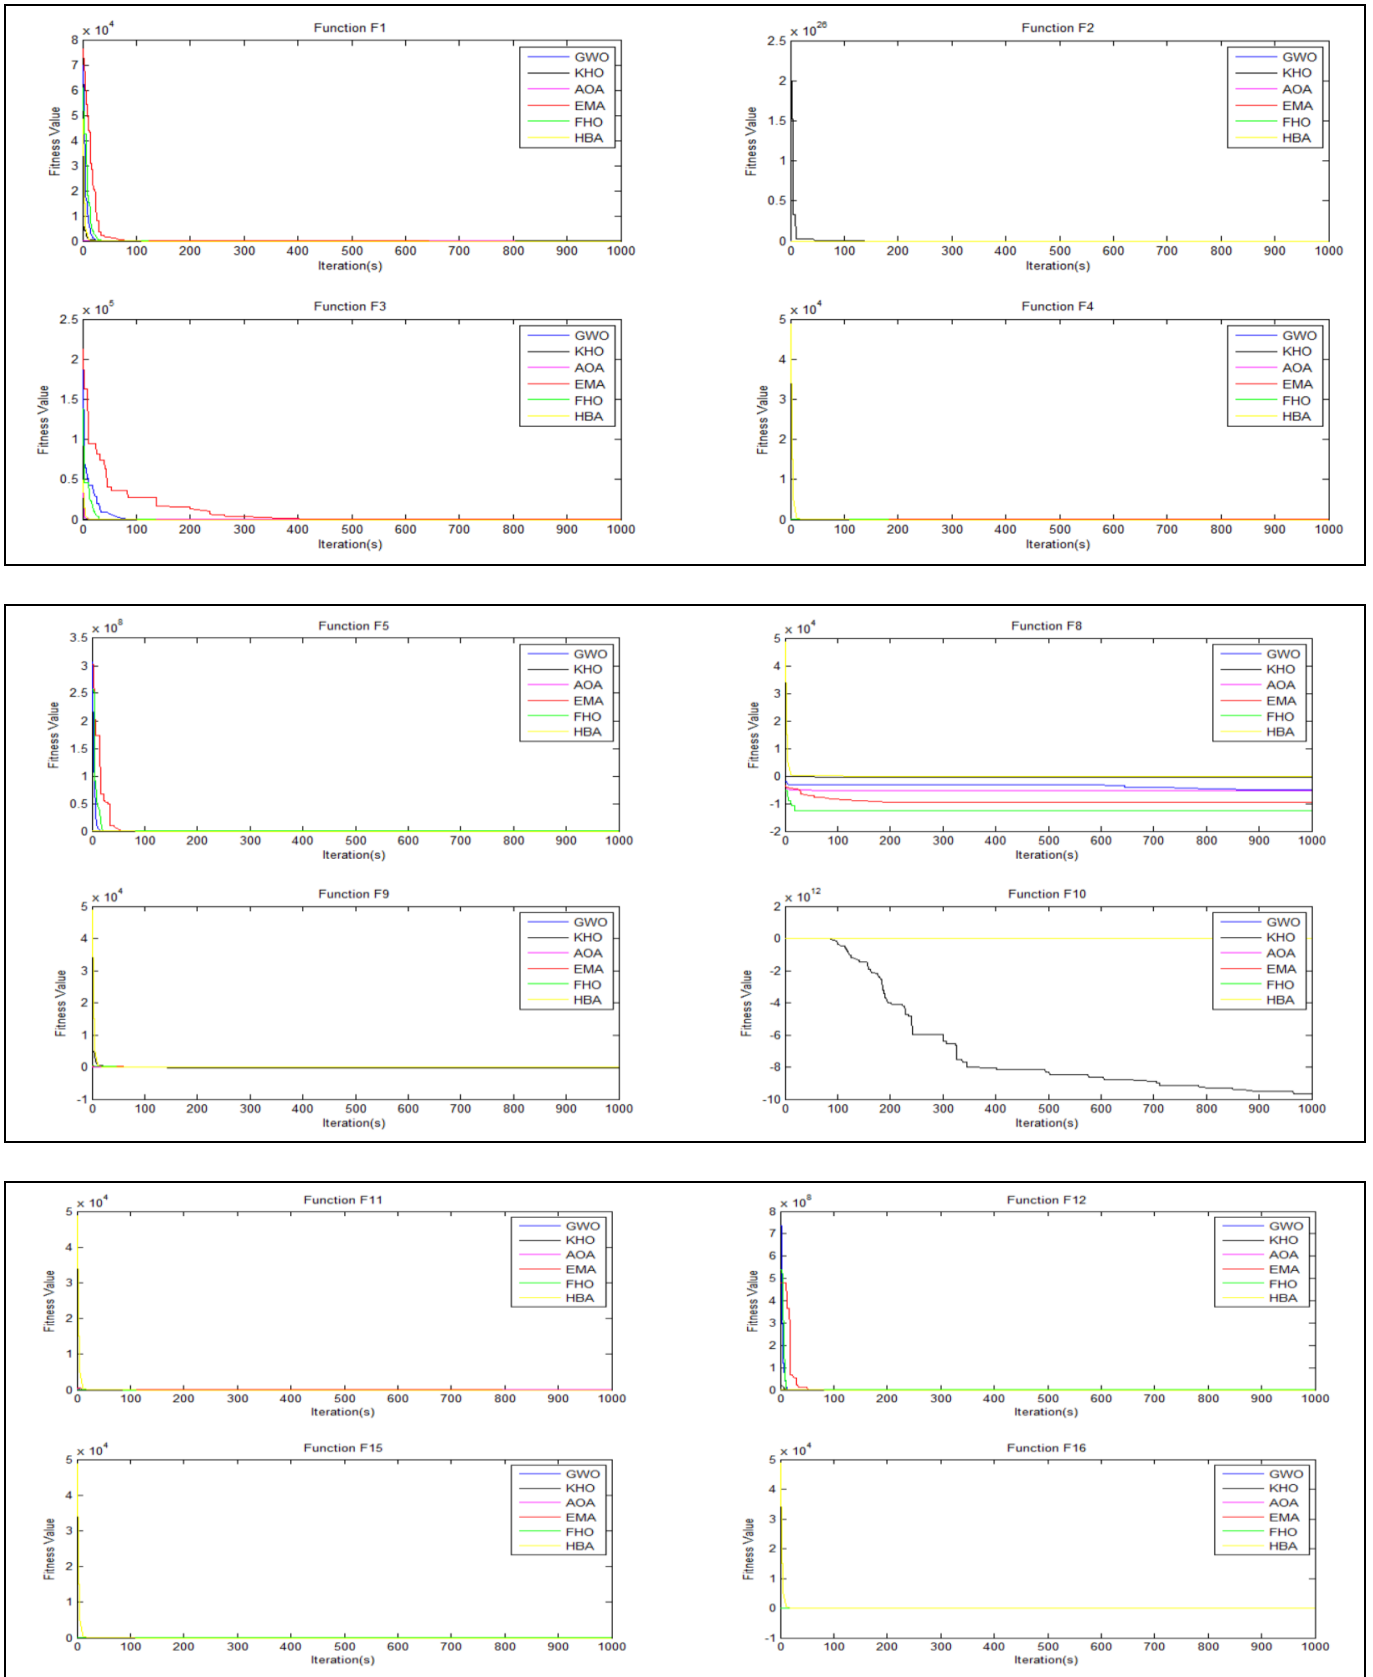 Function F1
× 10^4
8
7
6
5
4
3
2
1
0
Fitness Value
GWO
KHO
AOA
EMA
FHO
HBA
0 100 200 300 400 500 600 700 800 900 1000
Iteration(s)
Function F2
× 10^26
2.5
2
1.5
1
0.5
0
Fitness Value
GWO
KHO
AOA
EMA
FHO
HBA
0 100 200 300 400 500 600 700 800 900 1000
Iteration(s)
Function F3
× 10^5
2.5
2
1.5
1
0.5
0
Fitness Value
GWO
KHO
AOA
EMA
FHO
HBA
0 100 200 300 400 500 600 700 800 900 1000
Iteration(s)
Function F4
× 10^4
5
4
3
2
1
0
Fitness Value
GWO
KHO
AOA
EMA
FHO
HBA
0 100 200 300 400 500 600 700 800 900 1000
Iteration(s)
Function F5
× 10^8
3.5
3
2.5
2
1.5
1
0.5
0
Fitness Value
GWO
KHO
AOA
EMA
FHO
HBA
0 100 200 300 400 500 600 700 800 900 1000
Iteration(s)
Function F8
× 10^4
5
4
3
2
1
0
-1
-2
Fitness Value
GWO
KHO
AOA
EMA
FHO
HBA
0 100 200 300 400 500 600 700 800 900 1000
Iteration(s)
Function F9
× 10^4
5
4
3
2
1
0
-1
Fitness Value
GWO
KHO
AOA
EMA
FHO
HBA
0 100 200 300 400 500 600 700 800 900 1000
Iteration(s)
Function F10
× 10^12
2
0
-2
-4
-6
-8
-10
Fitness Value
GWO
KHO
AOA
EMA
FHO
HBA
0 100 200 300 400 500 600 700 800 900 1000
Iteration(s)
Function F11
× 10^4
5
4
3
2
1
0
Fitness Value
GWO
KHO
AOA
EMA
FHO
HBA
0 100 200 300 400 500 600 700 800 900 1000
Iteration(s)
Function F12
× 10^8
8
7
6
5
4
3
2
1
0
Fitness Value
GWO
KHO
AOA
EMA
FHO
HBA
0 100 200 300 400 500 600 700 800 900 1000
Iteration(s)
Function F15
× 10^4
5
4
3
2
1
0
Fitness Value
GWO
KHO
AOA
EMA
FHO
HBA
0 100 200 300 400 500 600 700 800 900 1000
Iteration(s)
Function F16
× 10^4
5
4
3
2
1
0
-1
Fitness Value
GWO
KHO
AOA
EMA
FHO
HBA
0 100 200 300 400 500 600 700 800 900 1000
Iteration(s)